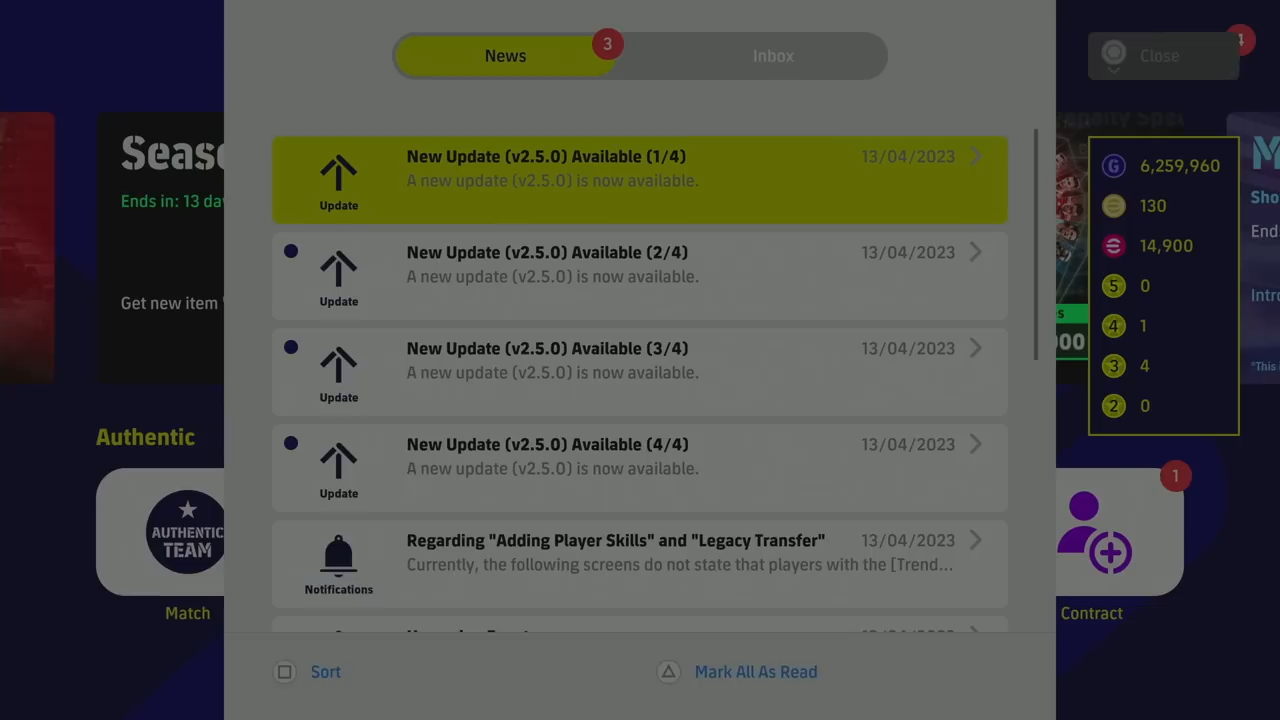 News
3
Inbox
Close
Seas
Ends in: 13 da
Get new item
New Update (v2.5.0) Available (1/4)
13/04/2023
A new update (v2.5.0) is now available.
Update
New Update (v2.5.0) Available (2/4)
13/04/2023
A new update (v2.5.0) is now available.
Update
New Update (v2.5.0) Available (3/4)
13/04/2023
A new update (v2.5.0) is now available.
Update
New Update (v2.5.0) Available (4/4)
13/04/2023
A new update (v2.5.0) is now available.
Update
Regarding "Adding Player Skills" and "Legacy Transfer"
13/04/2023
Currently, the following screens do not state that players with the [Trend...
Notifications
Sort
Mark All As Read
G 6,259,960
130
14,900
5 0
4 1
3 4
2 0
Sho
End
Intro
*This
Authentic
AUTHENTIC
TEAM
Match
1
Contract